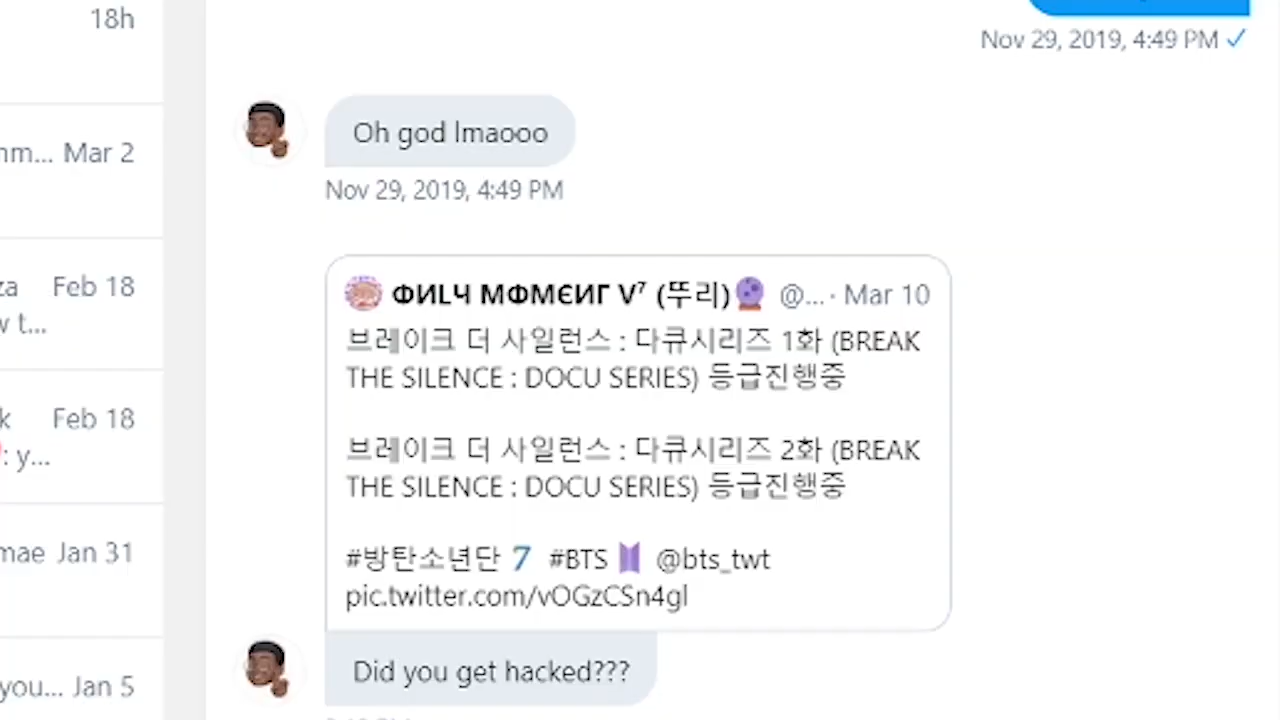 18h
Nov 29, 2019, 4:49 PM ✓
nm... Mar 2
Oh god lmaooo
Nov 29, 2019, 4:49 PM
za Feb 18
w t...
ФИLЧ MФMЄИГ V⁷ (뚜리)🔮 @... · Mar 10
브레이크 더 사일런스 : 다큐시리즈 1화 (BREAK
THE SILENCE : DOCU SERIES) 등급진행중
k Feb 18
: y...
브레이크 더 사일런스 : 다큐시리즈 2화 (BREAK
THE SILENCE : DOCU SERIES) 등급진행중
mae Jan 31
#방탄소년단 7 #BTS @bts_twt
pic.twitter.com/vOGzCSn4gl
you... Jan 5
Did you get hacked???